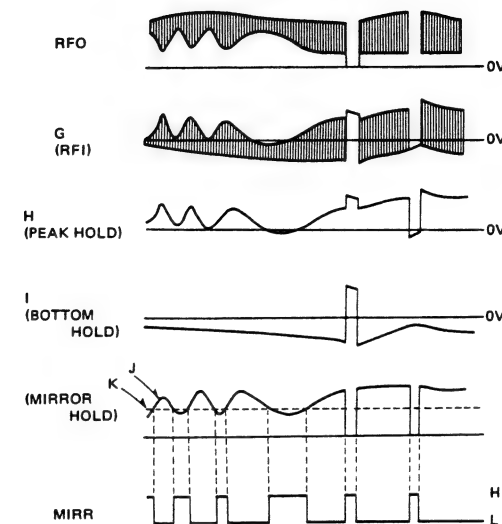 RFO
0V
G
(RFI)
0V
H
(PEAK HOLD)
0V
I
(BOTTOM
HOLD)
0V
J
K
(MIRROR
HOLD)
H
MIRR
L